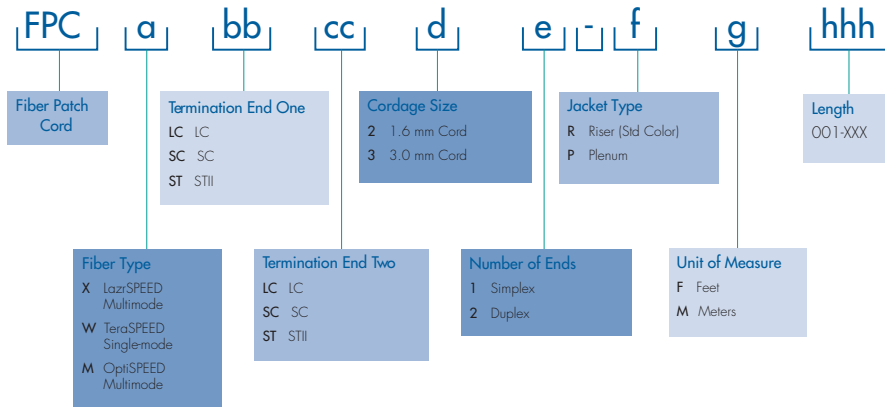 FPC a bb cc d e - f g hhh
Fiber Patch
Cord
Termination End One
LC LC
SC SC
ST STII
Cordage Size
2 1.6 mm Cord
3 3.0 mm Cord
Jacket Type
R Riser (Std Color)
P Plenum
Length
001-XXX
Fiber Type
X LazrSPEED
Multimode
W TeraSPEED
Single-mode
M OptiSPEED
Multimode
Termination End Two
LC LC
SC SC
ST STII
Number of Ends
1 Simplex
2 Duplex
Unit of Measure
F Feet
M Meters